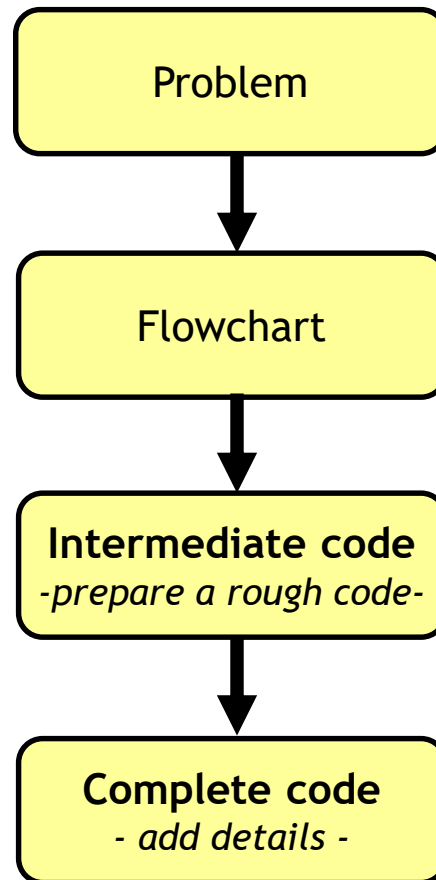 Problem
Flowchart
Intermediate code
-prepare a rough code-
Complete code
- add details -